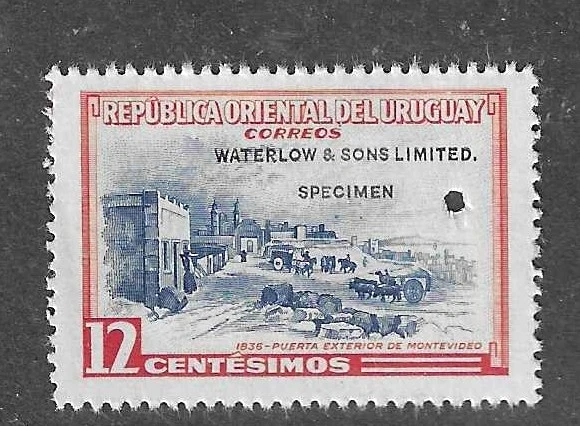 REPÚBLICA ORIENTAL DEL URUGUAY
CORREOS
WATERLOW & SONS LIMITED.
SPECIMEN
1836-PUERTA EXTERIOR DE MONTEVIDEO
12 CENTÉSIMOS